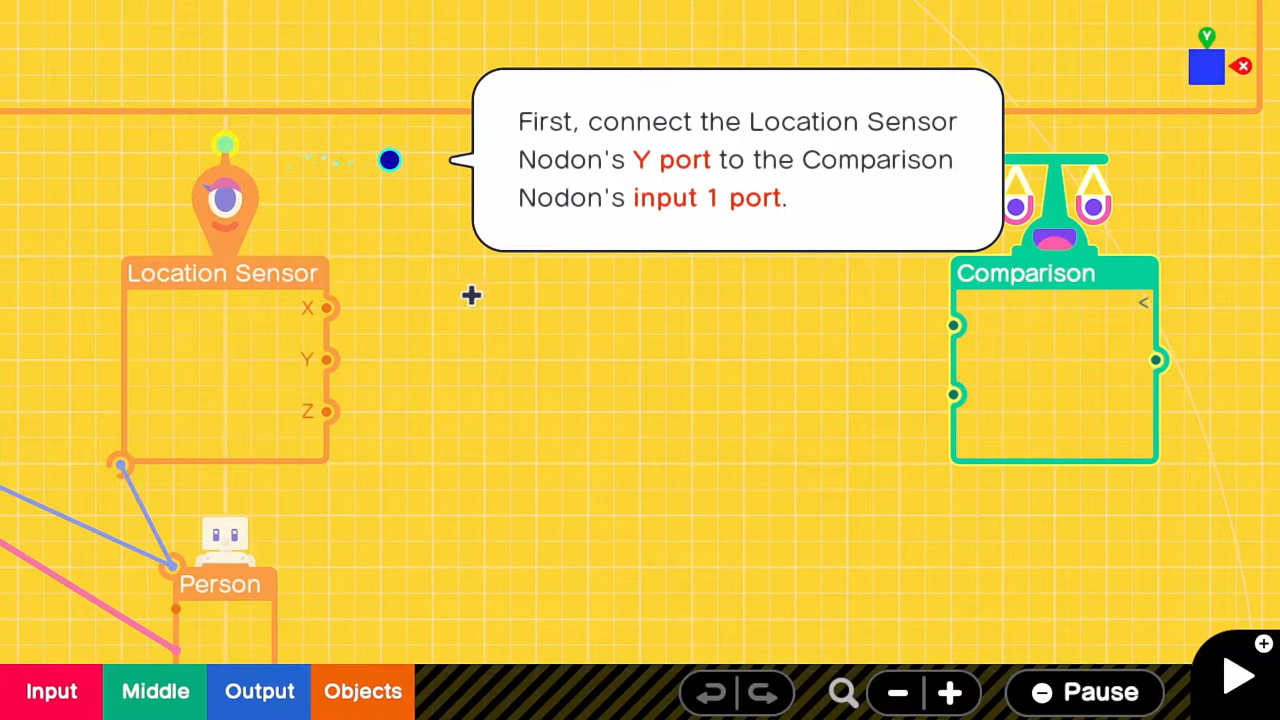 Y
X
First, connect the Location Sensor
Nodon's Y port to the Comparison
Nodon's input 1 port.
Location Sensor
X
Y
Z
Comparison
<
Person
Input
Middle
Output
Objects
Pause